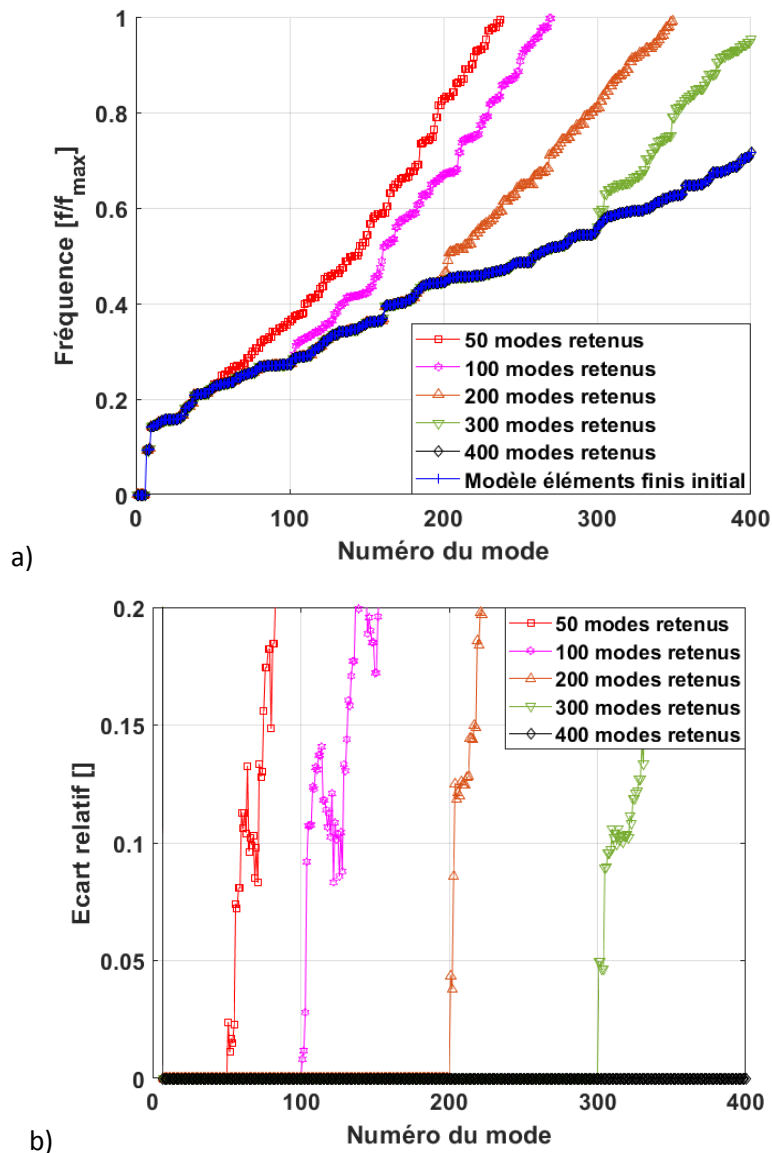 1
0.8
0.6
0.4
0.2
0
Fréquence [f/f_max]
0
100
200
300
400
Numéro du mode
50 modes retenus
100 modes retenus
200 modes retenus
300 modes retenus
400 modes retenus
Modèle éléments finis initial
a)
0.2
0.15
0.1
0.05
0
Ecart relatif []
0
100
200
300
400
Numéro du mode
50 modes retenus
100 modes retenus
200 modes retenus
300 modes retenus
400 modes retenus
b)